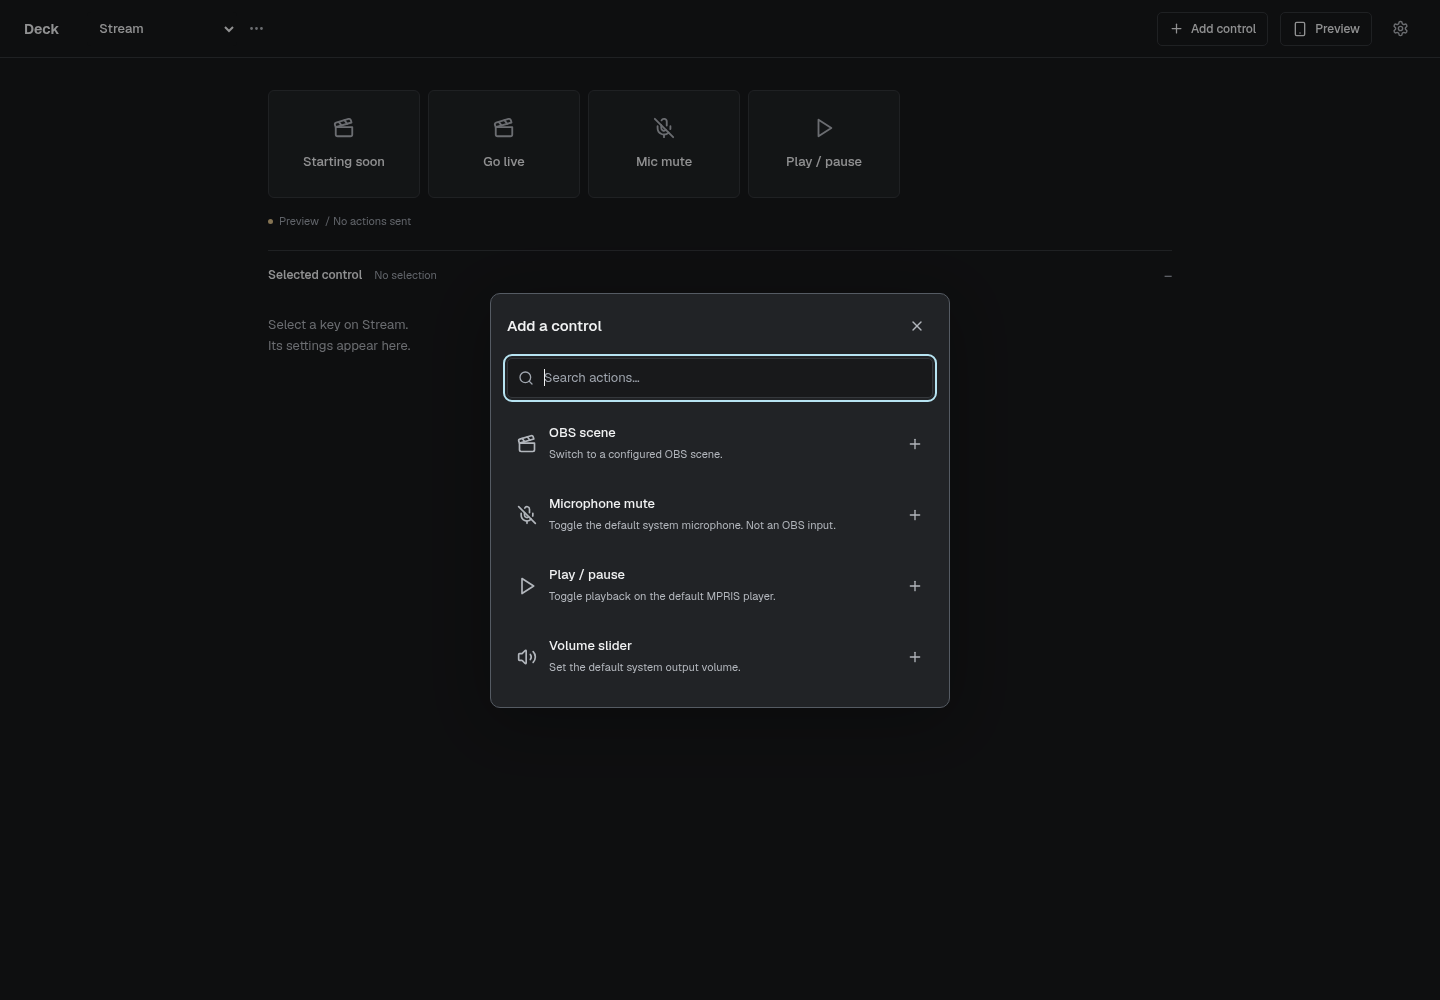 Deck
Stream
Add control
Preview
Starting soon
Go live
Mic mute
Play / pause
Preview / No actions sent
Selected control No selection
Select a key on Stream.
Its settings appear here.
Add a control
Search actions…
OBS scene
Switch to a configured OBS scene.
Microphone mute
Toggle the default system microphone. Not an OBS input.
Play / pause
Toggle playback on the default MPRIS player.
Volume slider
Set the default system output volume.